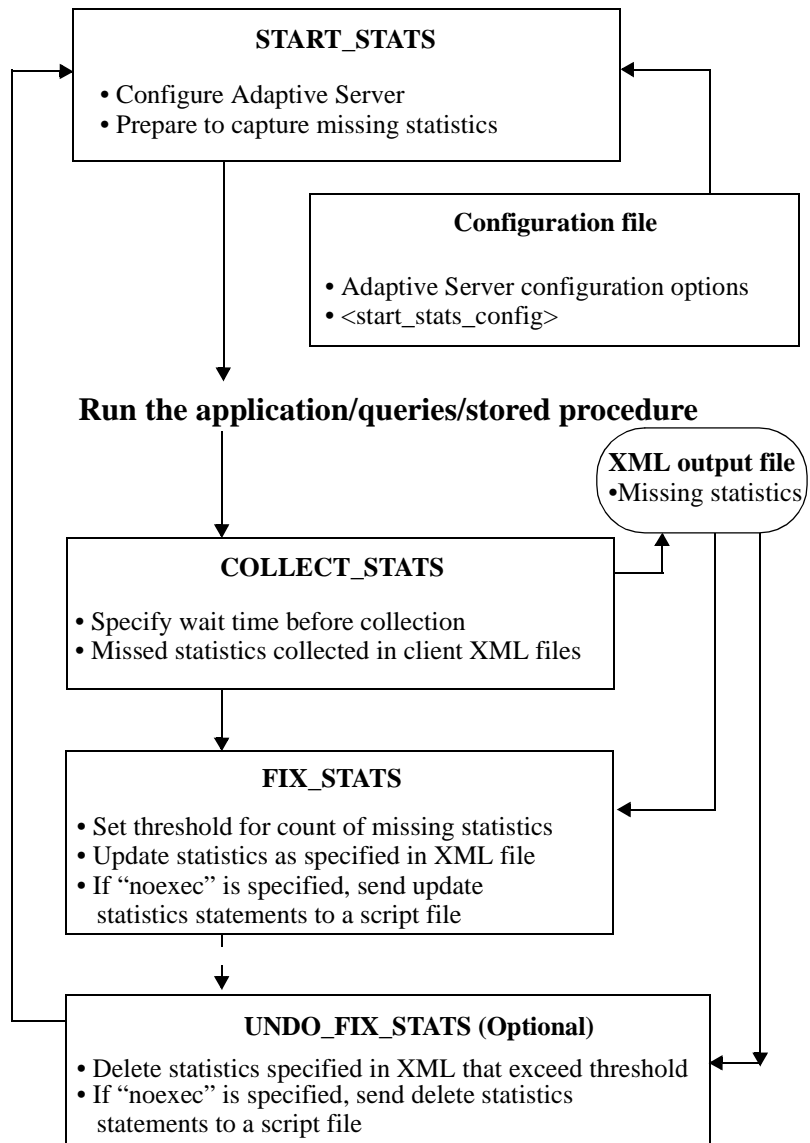 START_STATS
• Configure Adaptive Server
• Prepare to capture missing statistics
Configuration file
• Adaptive Server configuration options
• <start_stats_config>
Run the application/queries/stored procedure
XML output file
•Missing statistics
COLLECT_STATS
• Specify wait time before collection
• Missed statistics collected in client XML files
FIX_STATS
• Set threshold for count of missing statistics
• Update statistics as specified in XML file
• If “noexec” is specified, send update
statistics statements to a script file
UNDO_FIX_STATS (Optional)
• Delete statistics specified in XML that exceed threshold
• If “noexec” is specified, send delete statistics
statements to a script file